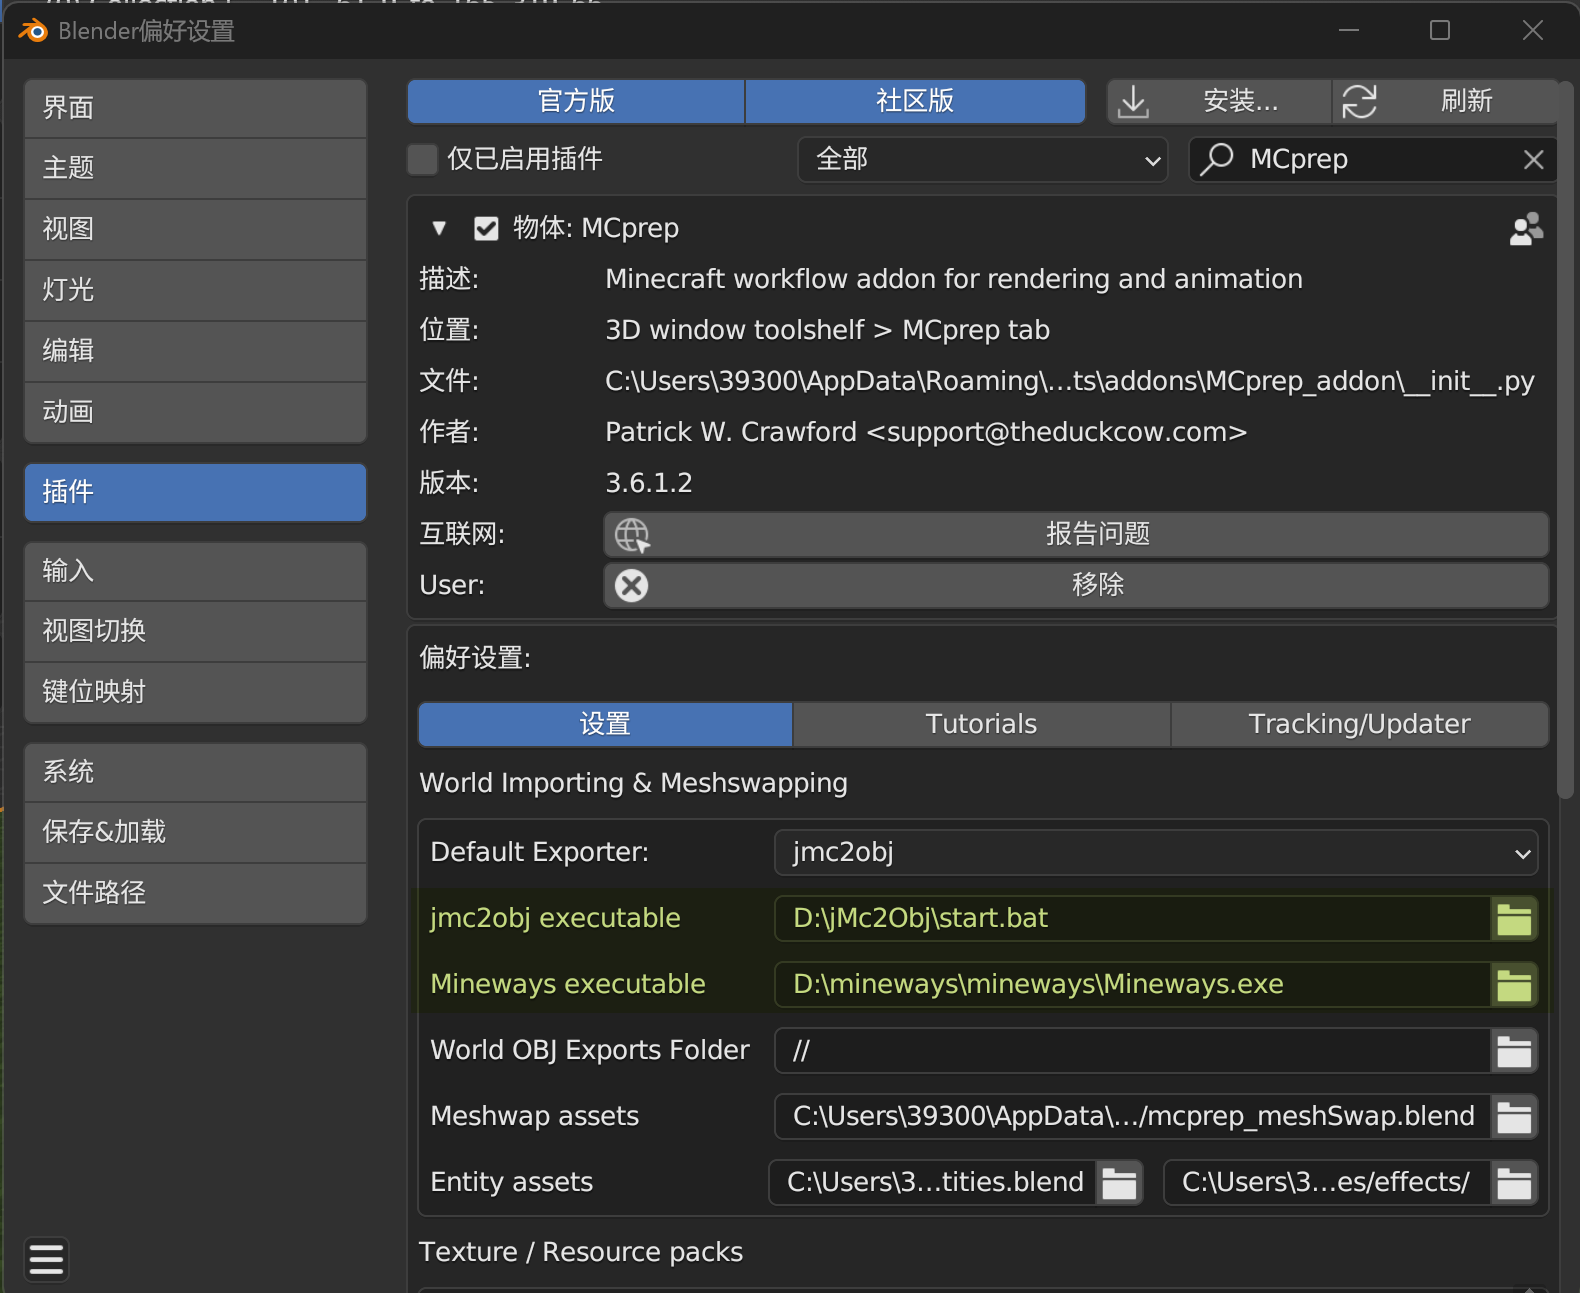 Blender偏好设置
界面
主题
视图
灯光
编辑
动画
插件
输入
视图切换
键位映射
系统
保存&加载
文件路径
官方版
社区版
安装...
刷新
仅已启用插件
全部
MCprep
物体: MCprep
描述: Minecraft workflow addon for rendering and animation
位置: 3D window toolshelf > MCprep tab
文件: C:\Users\39300\AppData\Roaming\...ts\addons\MCprep_addon\__init__.py
作者: Patrick W. Crawford <support@theduckcow.com>
版本: 3.6.1.2
互联网: 报告问题
User: 移除
偏好设置:
设置 Tutorials Tracking/Updater
World Importing & Meshswapping
Default Exporter: jmc2obj
jmc2obj executable D:\jMc2Obj\start.bat
Mineways executable D:\mineways\mineways\Mineways.exe
World OBJ Exports Folder //
Meshwap assets C:\Users\39300\AppData\.../mcprep_meshSwap.blend
Entity assets C:\Users\3...tities.blend C:\Users\3...es/effects/
Texture / Resource packs